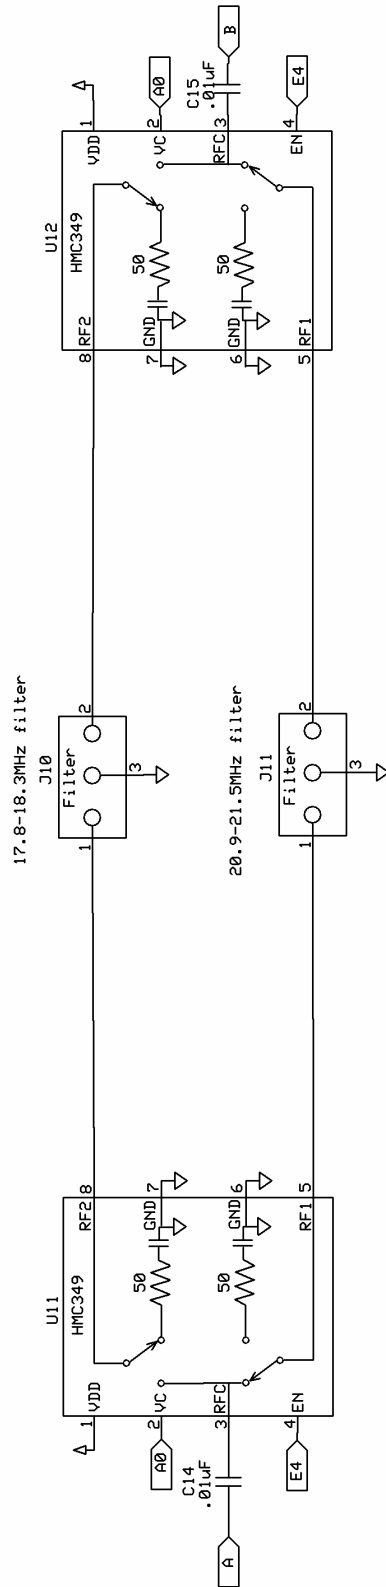 U11
HMC349
1
VDD
A0
2
VC
C14
.01uF
A
3
RFC
E4
4
EN
RF2
8
50
GND
7
50
GND
6
RF1
5
17.8-18.3MHz filter
J10
Filter
1
2
3
20.9-21.5MHz filter
J11
Filter
1
2
3
U12
HMC349
8
RF2
7
GND
50
6
GND
50
5
RF1
VDD
1
VC
2
A0
RFC
3
C15
.01uF
B
EN
4
E4